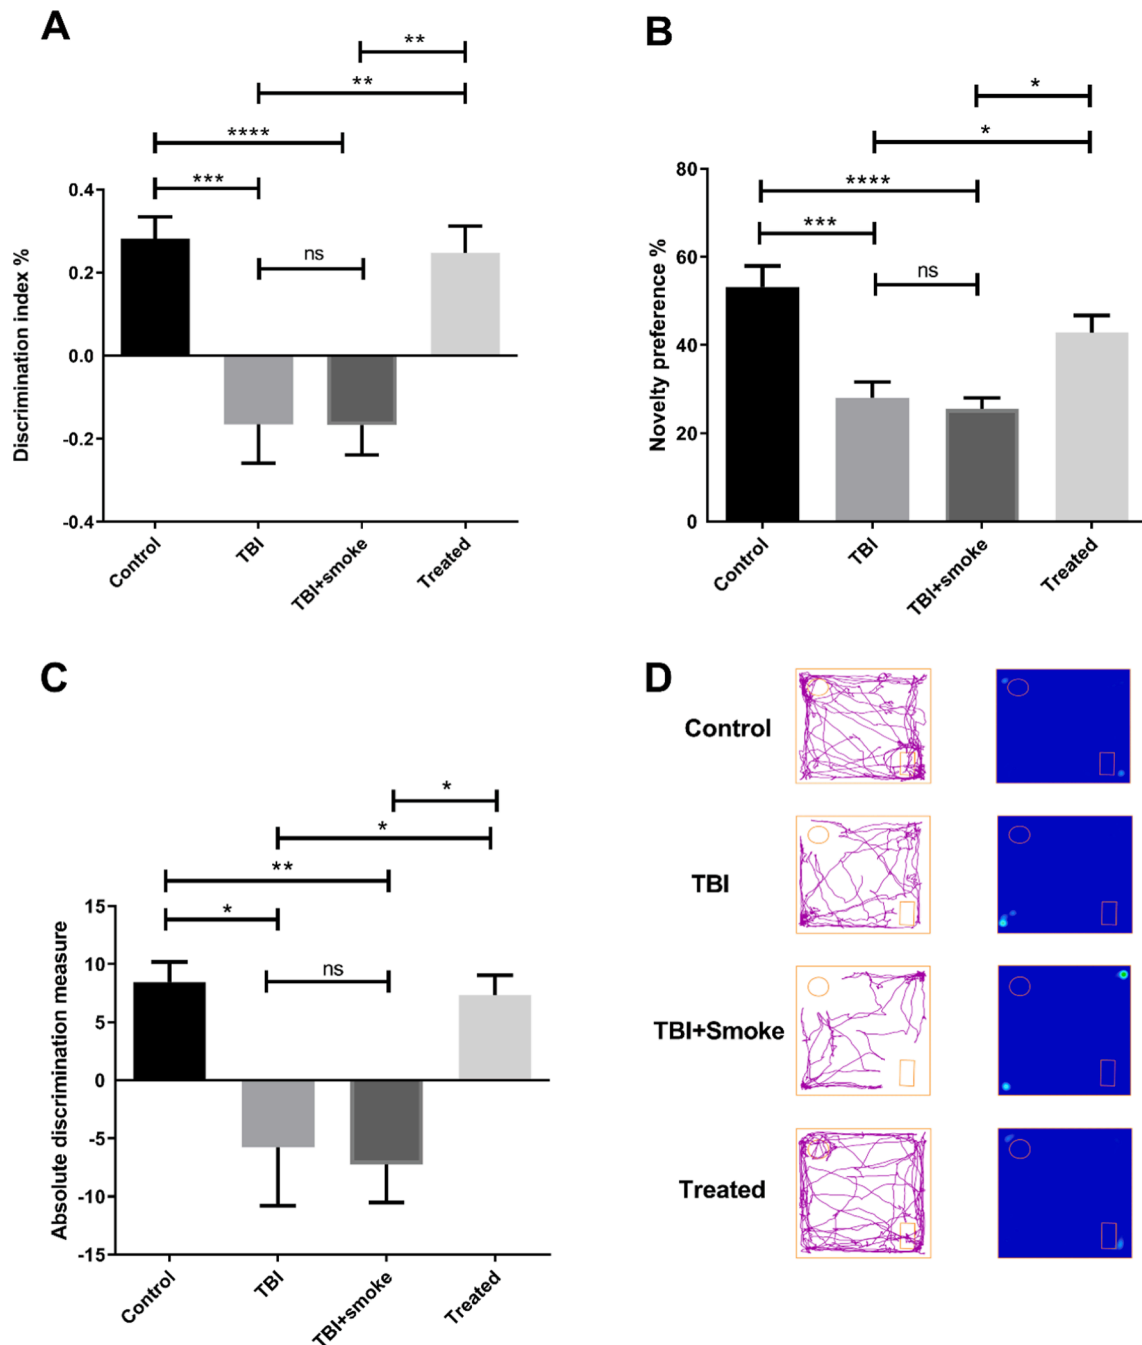 A
**
**
****
***
ns
Discrimination index %
0.4
0.2
0.0
-0.2
-0.4
Control
TBI
TBI+smoke
Treated
B
*
*
****
***
ns
Novelty preference %
80
60
40
20
0
Control
TBI
TBI+smoke
Treated
C
*
*
**
*
ns
Absolute discrimination measure
15
10
5
0
-5
-10
-15
Control
TBI
TBI+smoke
Treated
D
Control
TBI
TBI+Smoke
Treated